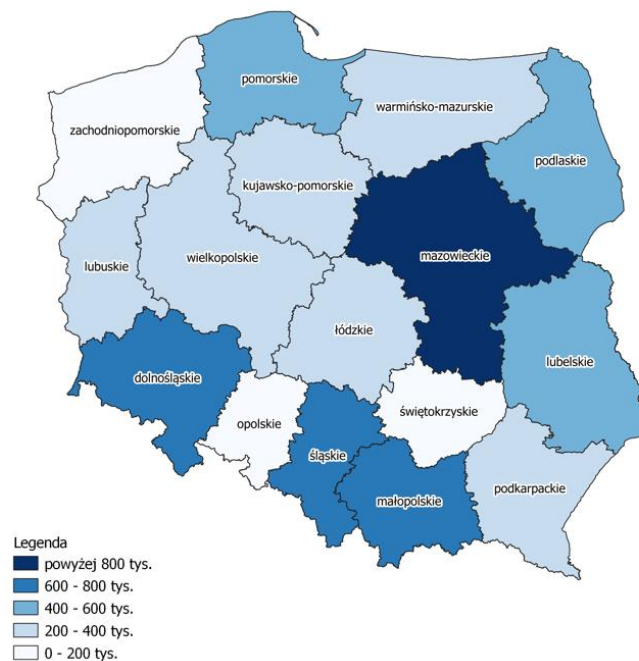 pomorskie
warmińsko-mazurskie
zachodniopomorskie
podlaskie
kujawsko-pomorskie
mazowieckie
wielkopolskie
lubuskie
łódzkie
lubelskie
dolnośląskie
świętokrzyskie
opolskie
śląskie
podkarpackie
małopolskie
Legenda
powyżej 800 tys.
600 - 800 tys.
400 - 600 tys.
200 - 400 tys.
0 - 200 tys.